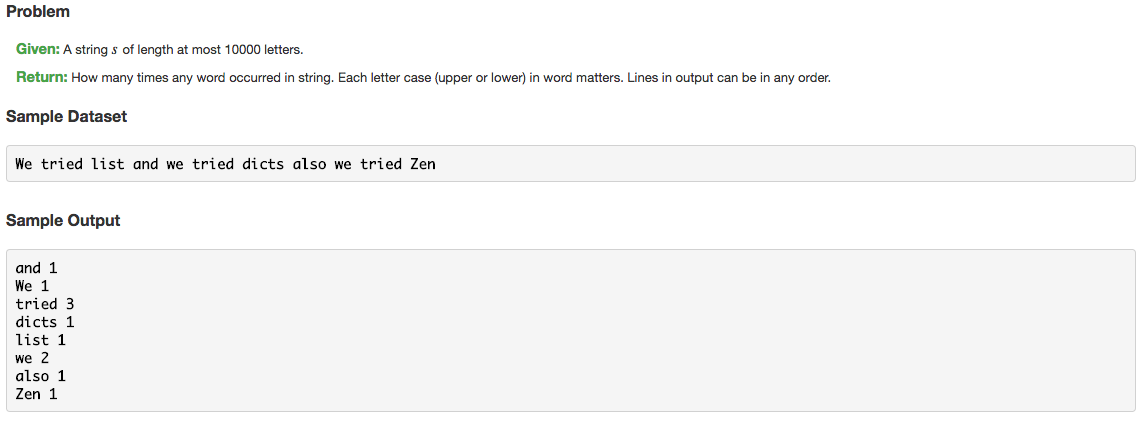 Problem
Given: A string s of length at most 10000 letters.
Return: How many times any word occurred in string. Each letter case (upper or lower) in word matters. Lines in output can be in any order.
Sample Dataset
We tried list and we tried dicts also we tried Zen
Sample Output
and 1
We 1
tried 3
dicts 1
list 1
we 2
also 1
Zen 1